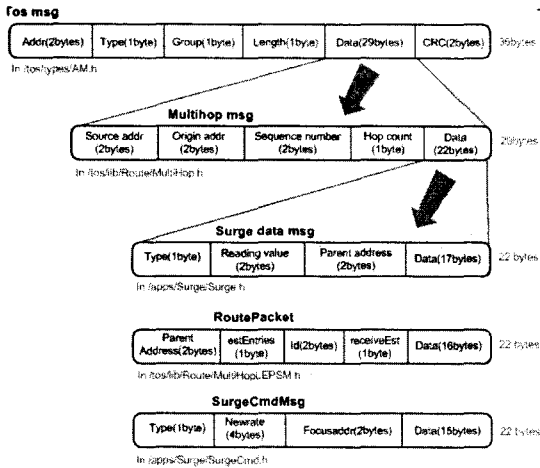 Tos msg
Addr(2bytes) Type(1byte) Group(1byte) Length(1byte) Data(29bytes) CRC(2bytes) 36bytes
In /tos/types/AM.h
Multihop msg
Source addr (2bytes) Origin addr (2bytes) Sequence number (2bytes) Hop count (1byte) Data (22bytes) 29bytes
In /tos/lib/Route/MultiHop.h
Surge data msg
Type(1byte) Reading value (2bytes) Parent address (2bytes) Data(17bytes) 22 bytes
In /apps/Surge/Surge.h
RoutePacket
Parent Address(2bytes) estEntries (1byte) Id(2bytes) receiveEst (1byte) Data(16bytes) 22 bytes
In /tos/lib/Route/MultiHopLEPSM.h
SurgeCmdMsg
Type(1byte) Newrate (4bytes) Focusaddr(2bytes) Data(15bytes) 22 bytes
In /apps/Surge/SurgeCmd.h